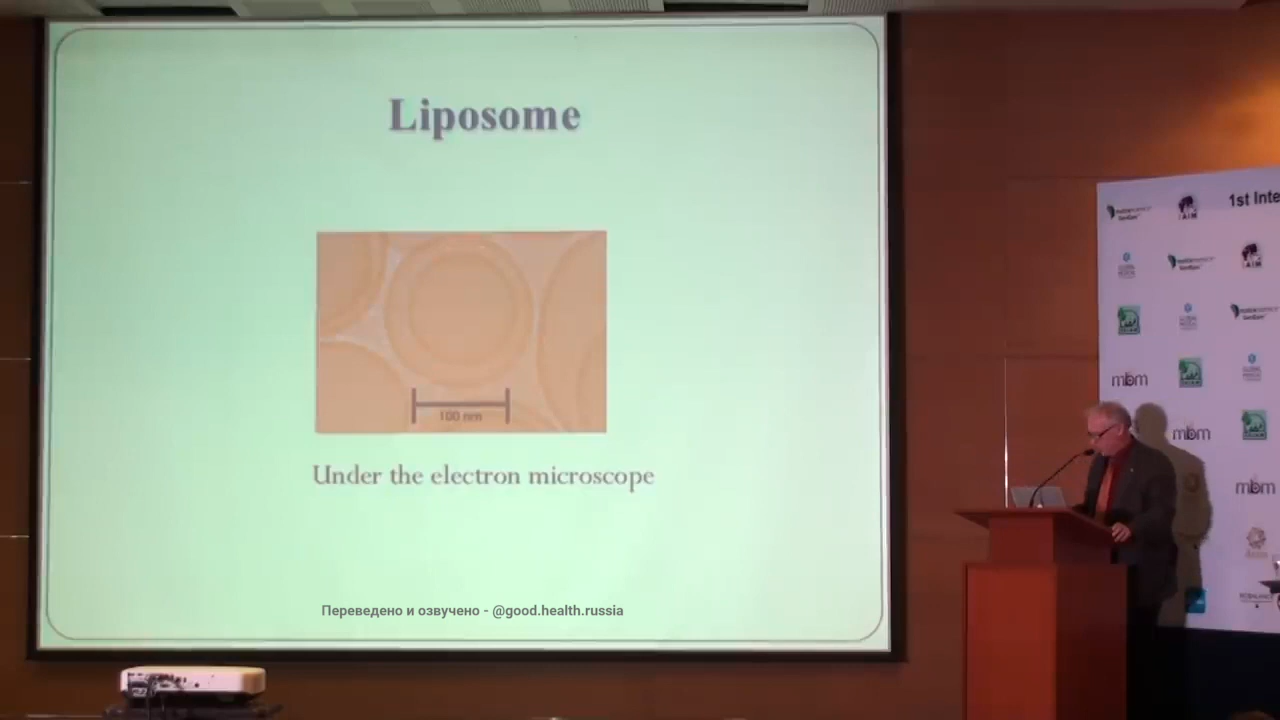 Liposome
100 nm
Under the electron microscope
Переведено и озвучено - @good.health.russia
1st Inte
mbm
mbm
mbm